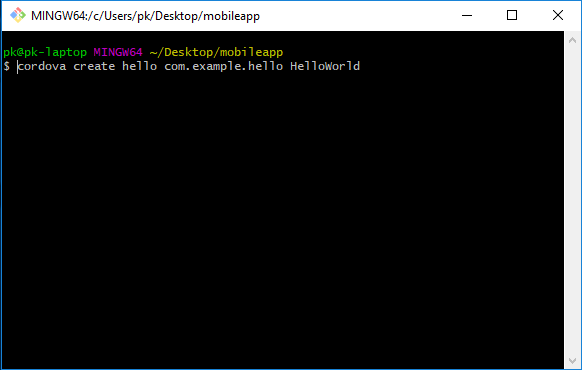 MINGW64:/c/Users/pk/Desktop/mobileapp
pk@pk-laptop MINGW64 ~/Desktop/mobileapp
$ cordova create hello com.example.hello HelloWorld